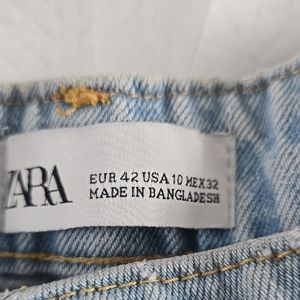 ZARA
EUR 42 USA 10 MEX 32
MADE IN BANGLADESH